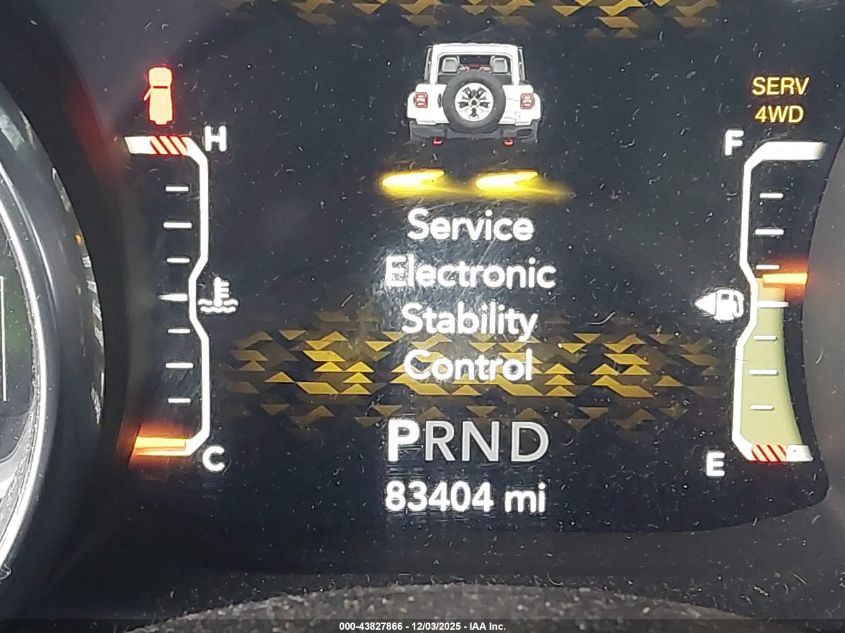 SERV
4WD
H
F
Service
Electronic
Stability
Control
PRND
C
E
83404 mi
000-43827866 - 12/03/2025 - IAA Inc.